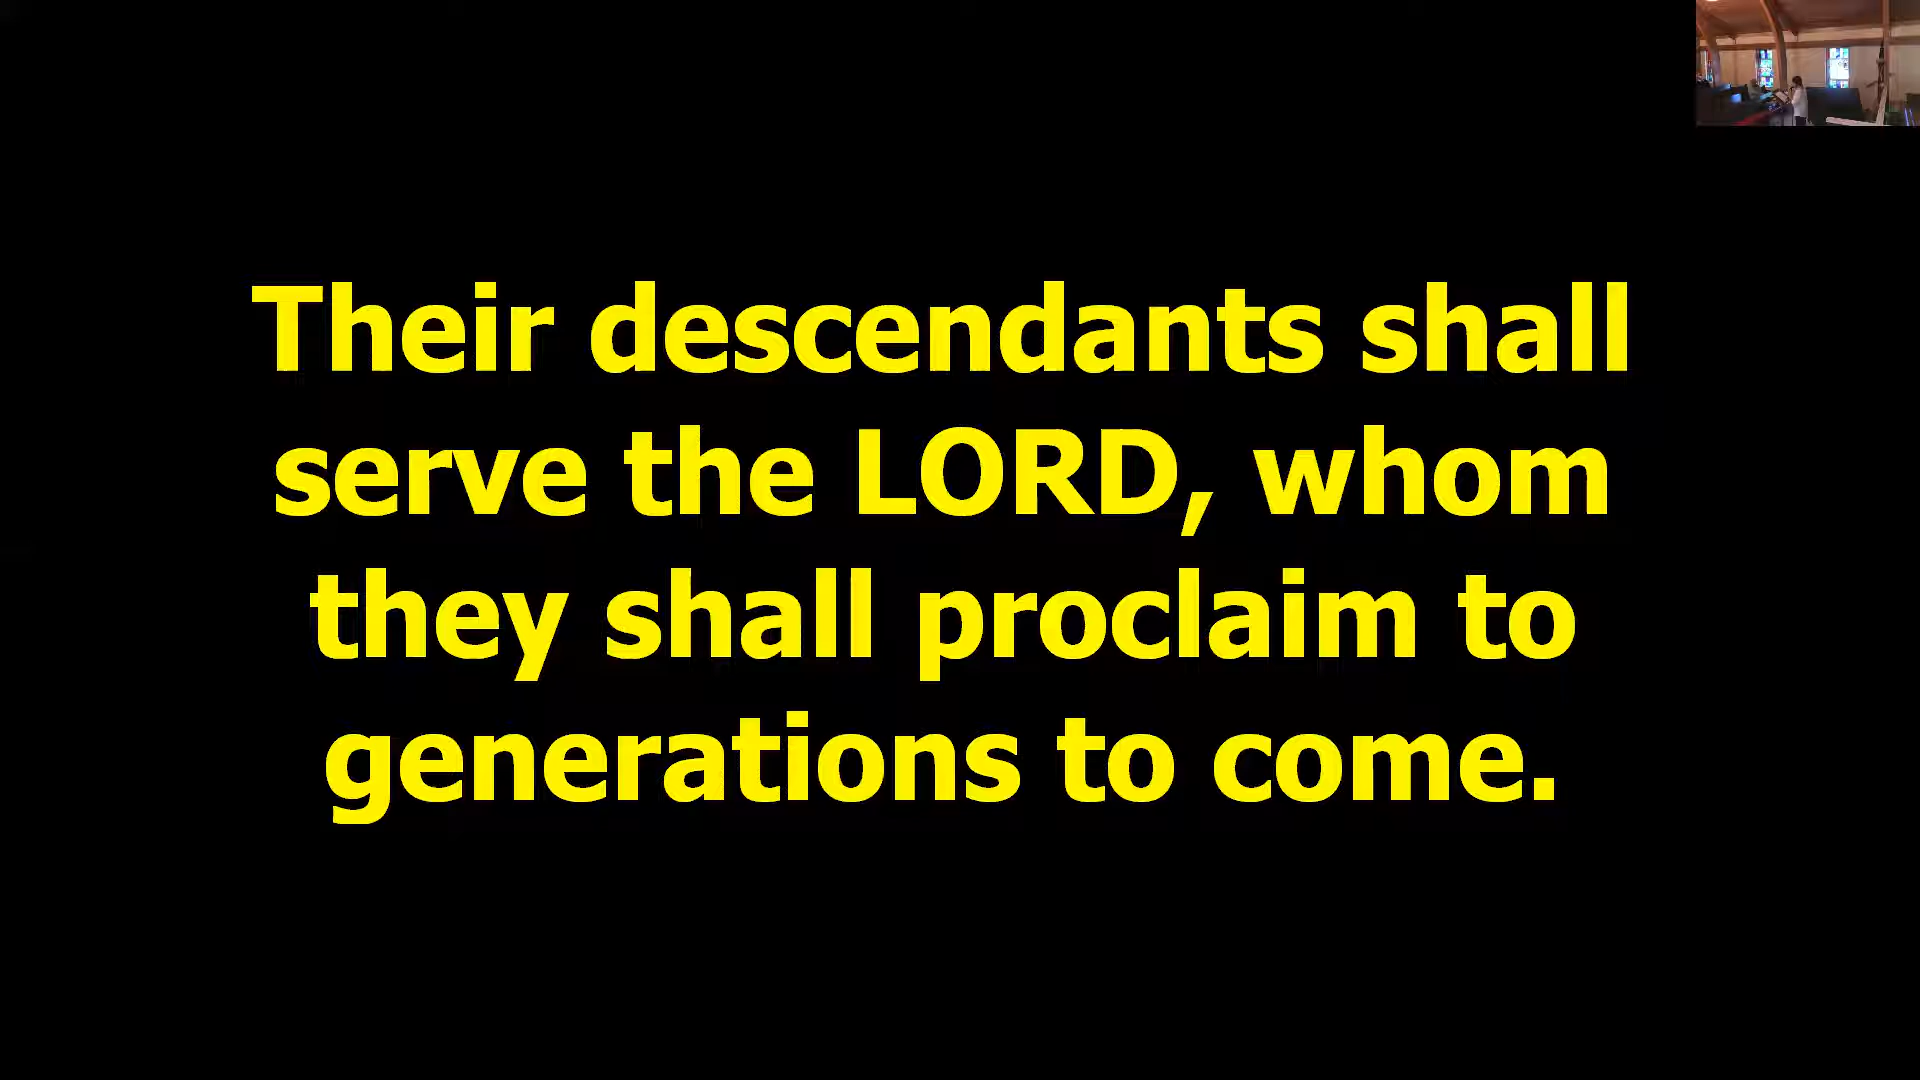 Their descendants shall
serve the LORD, whom
they shall proclaim to
generations to come.